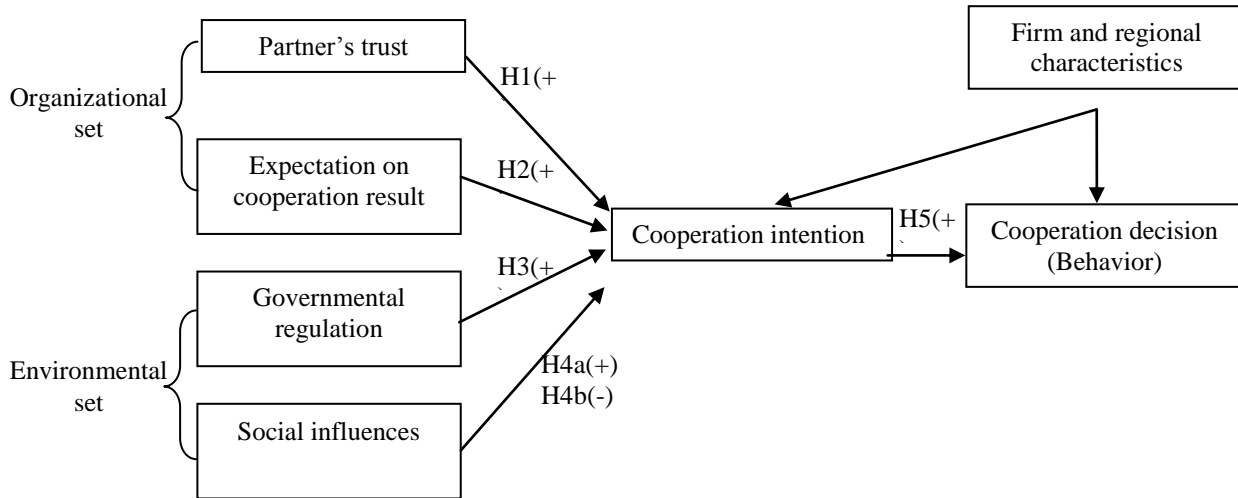 Partner’s trust
Firm and regional
characteristics
H1(+
Organizational
set
Expectation on
cooperation result
H2(+
Cooperation intention
H5(+
Cooperation decision
(Behavior)
H3(+
Governmental
regulation
Environmental
set
H4a(+)
H4b(-)
Social influences